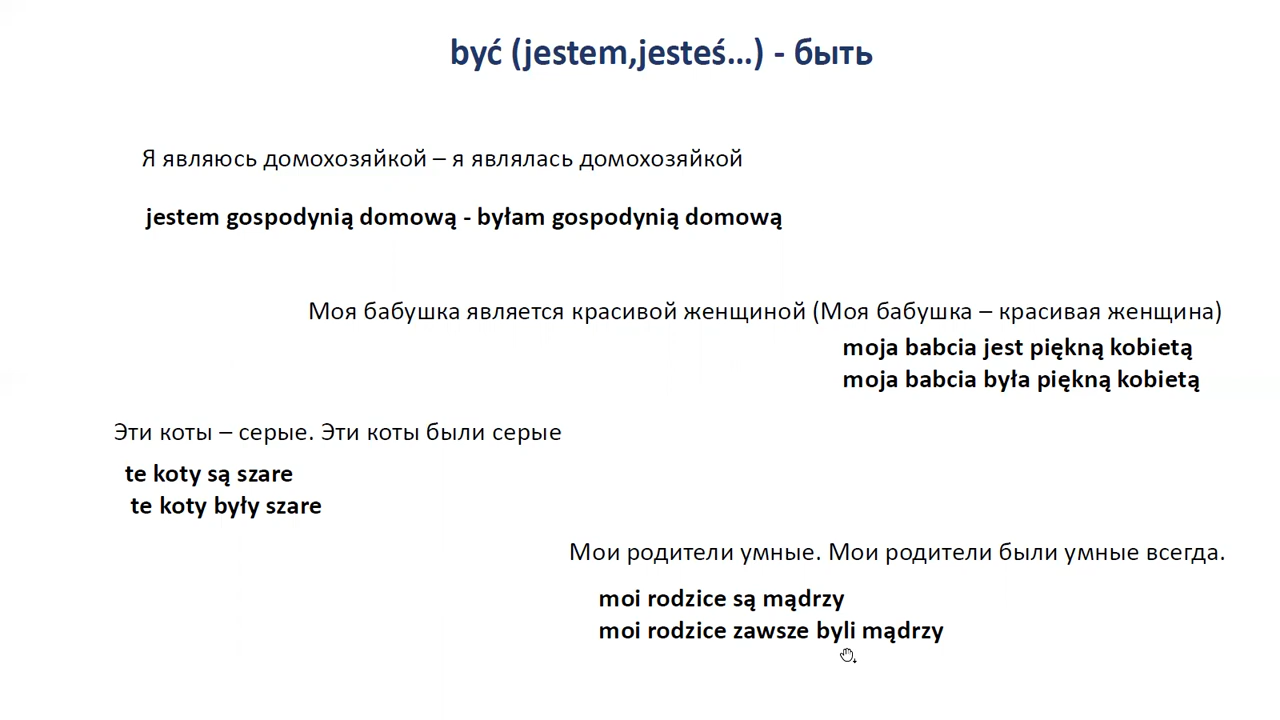 być (jestem,jesteś...) - быть
Я являюсь домохозяйкой – я являлась домохозяйкой
jestem gospodynią domową - byłam gospodynią domową
Моя бабушка является красивой женщиной (Моя бабушка – красивая женщина)
moja babcia jest piękną kobietą
moja babcia była piękną kobietą
Эти коты – серые. Эти коты были серые
te koty są szare
te koty były szare
Мои родители умные. Мои родители были умные всегда.
moi rodzice są mądrzy
moi rodzice zawsze byli mądrzy